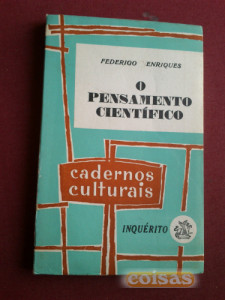 FEDERIGO ENRIQUES
O
PENSAMENTO
CIENTÍFICO
cadernos
culturais
INQUÉRITO
coisas